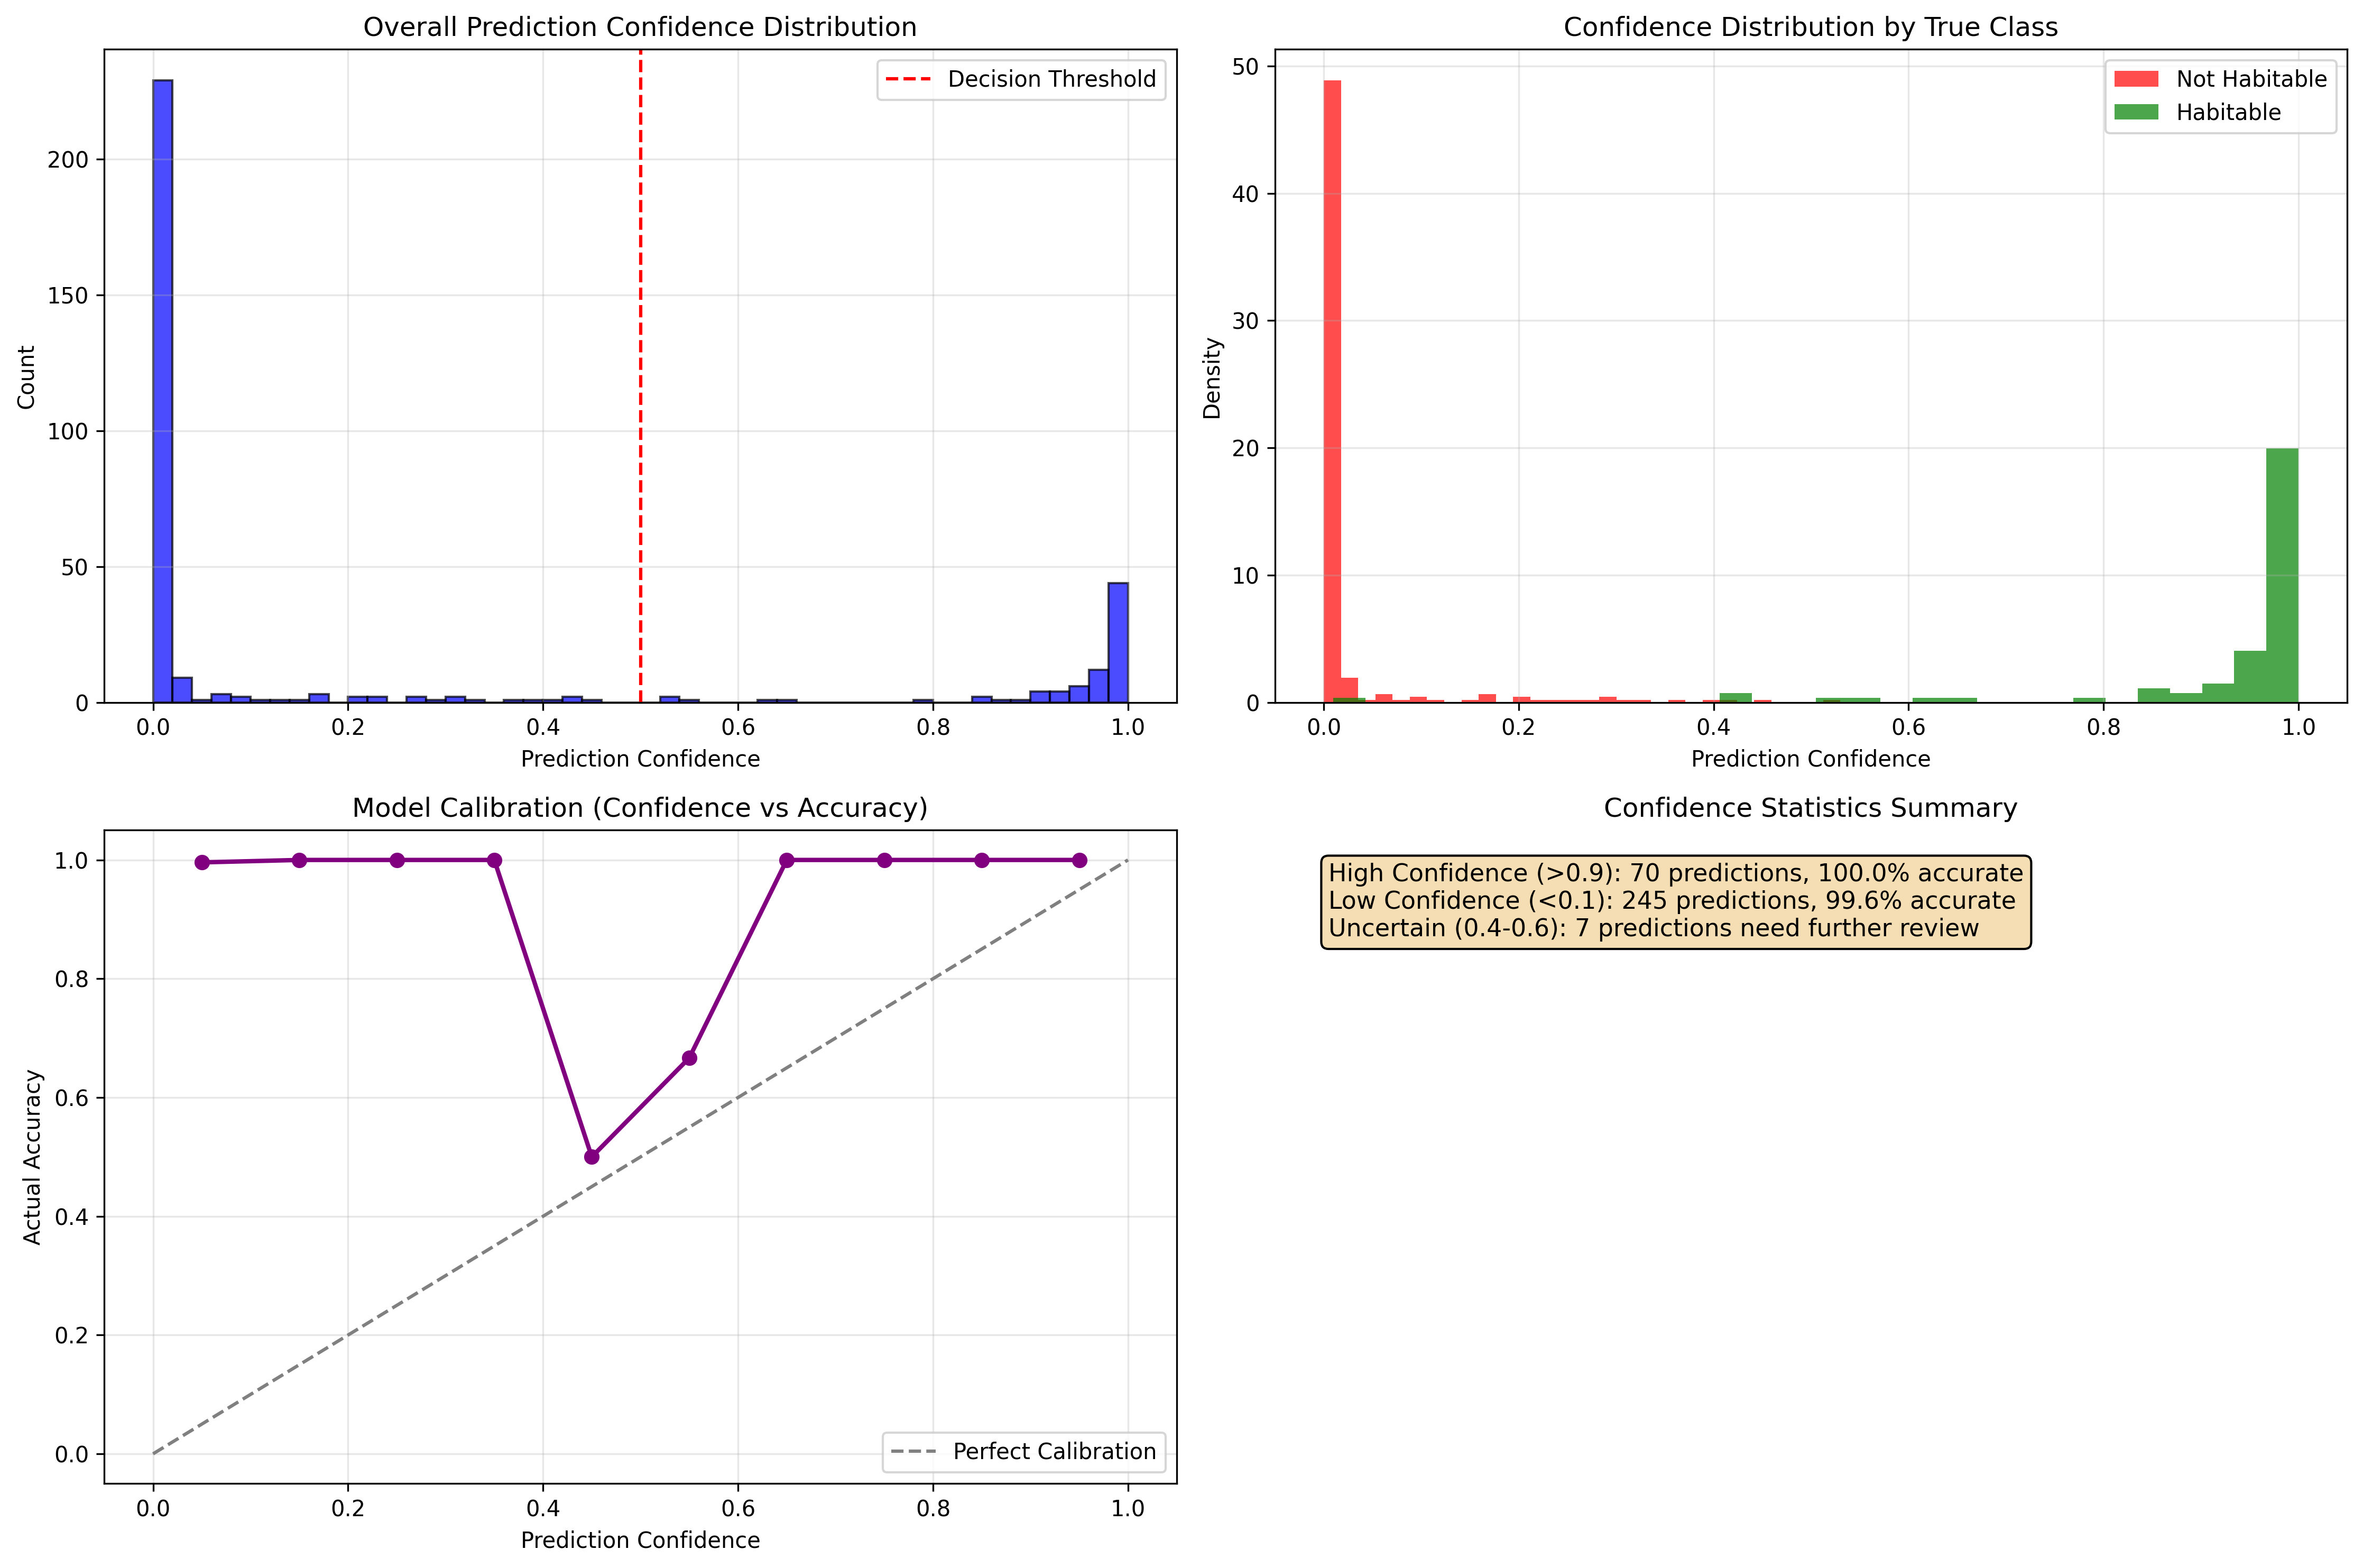 Overall Prediction Confidence Distribution
Count
200
150
100
50
0
0.0 0.2 0.4 0.6 0.8 1.0
Prediction Confidence
Decision Threshold
Confidence Distribution by True Class
Density
50
40
30
20
10
0
0.0 0.2 0.4 0.6 0.8 1.0
Prediction Confidence
Not Habitable
Habitable
Model Calibration (Confidence vs Accuracy)
Actual Accuracy
1.0
0.8
0.6
0.4
0.2
0.0
0.0 0.2 0.4 0.6 0.8 1.0
Prediction Confidence
Perfect Calibration
Confidence Statistics Summary
High Confidence (>0.9): 70 predictions, 100.0% accurate
Low Confidence (<0.1): 245 predictions, 99.6% accurate
Uncertain (0.4-0.6): 7 predictions need further review